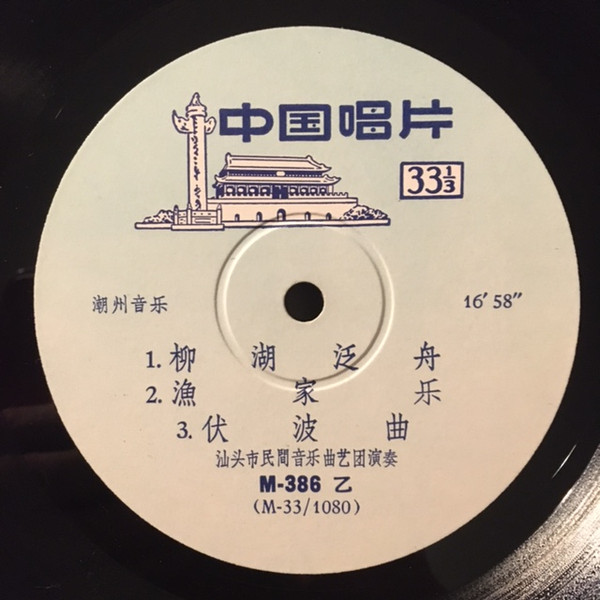 中国唱片
33⅓
潮州音乐 16′58″
1. 柳湖泛舟
2. 漁家乐
3. 伏波曲
汕头市民間音乐曲艺团演奏
M-386 乙
(M-33/1080)